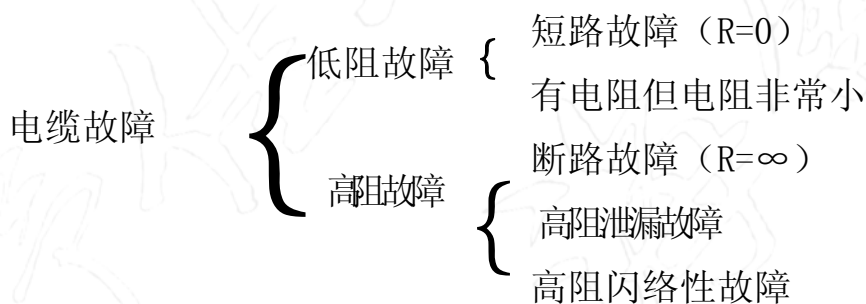 电缆故障
低阻故障
短路故障（R=0）
有电阻但电阻非常小
高阻故障
断路故障（R=∞）
高阻泄漏故障
高阻闪络性故障